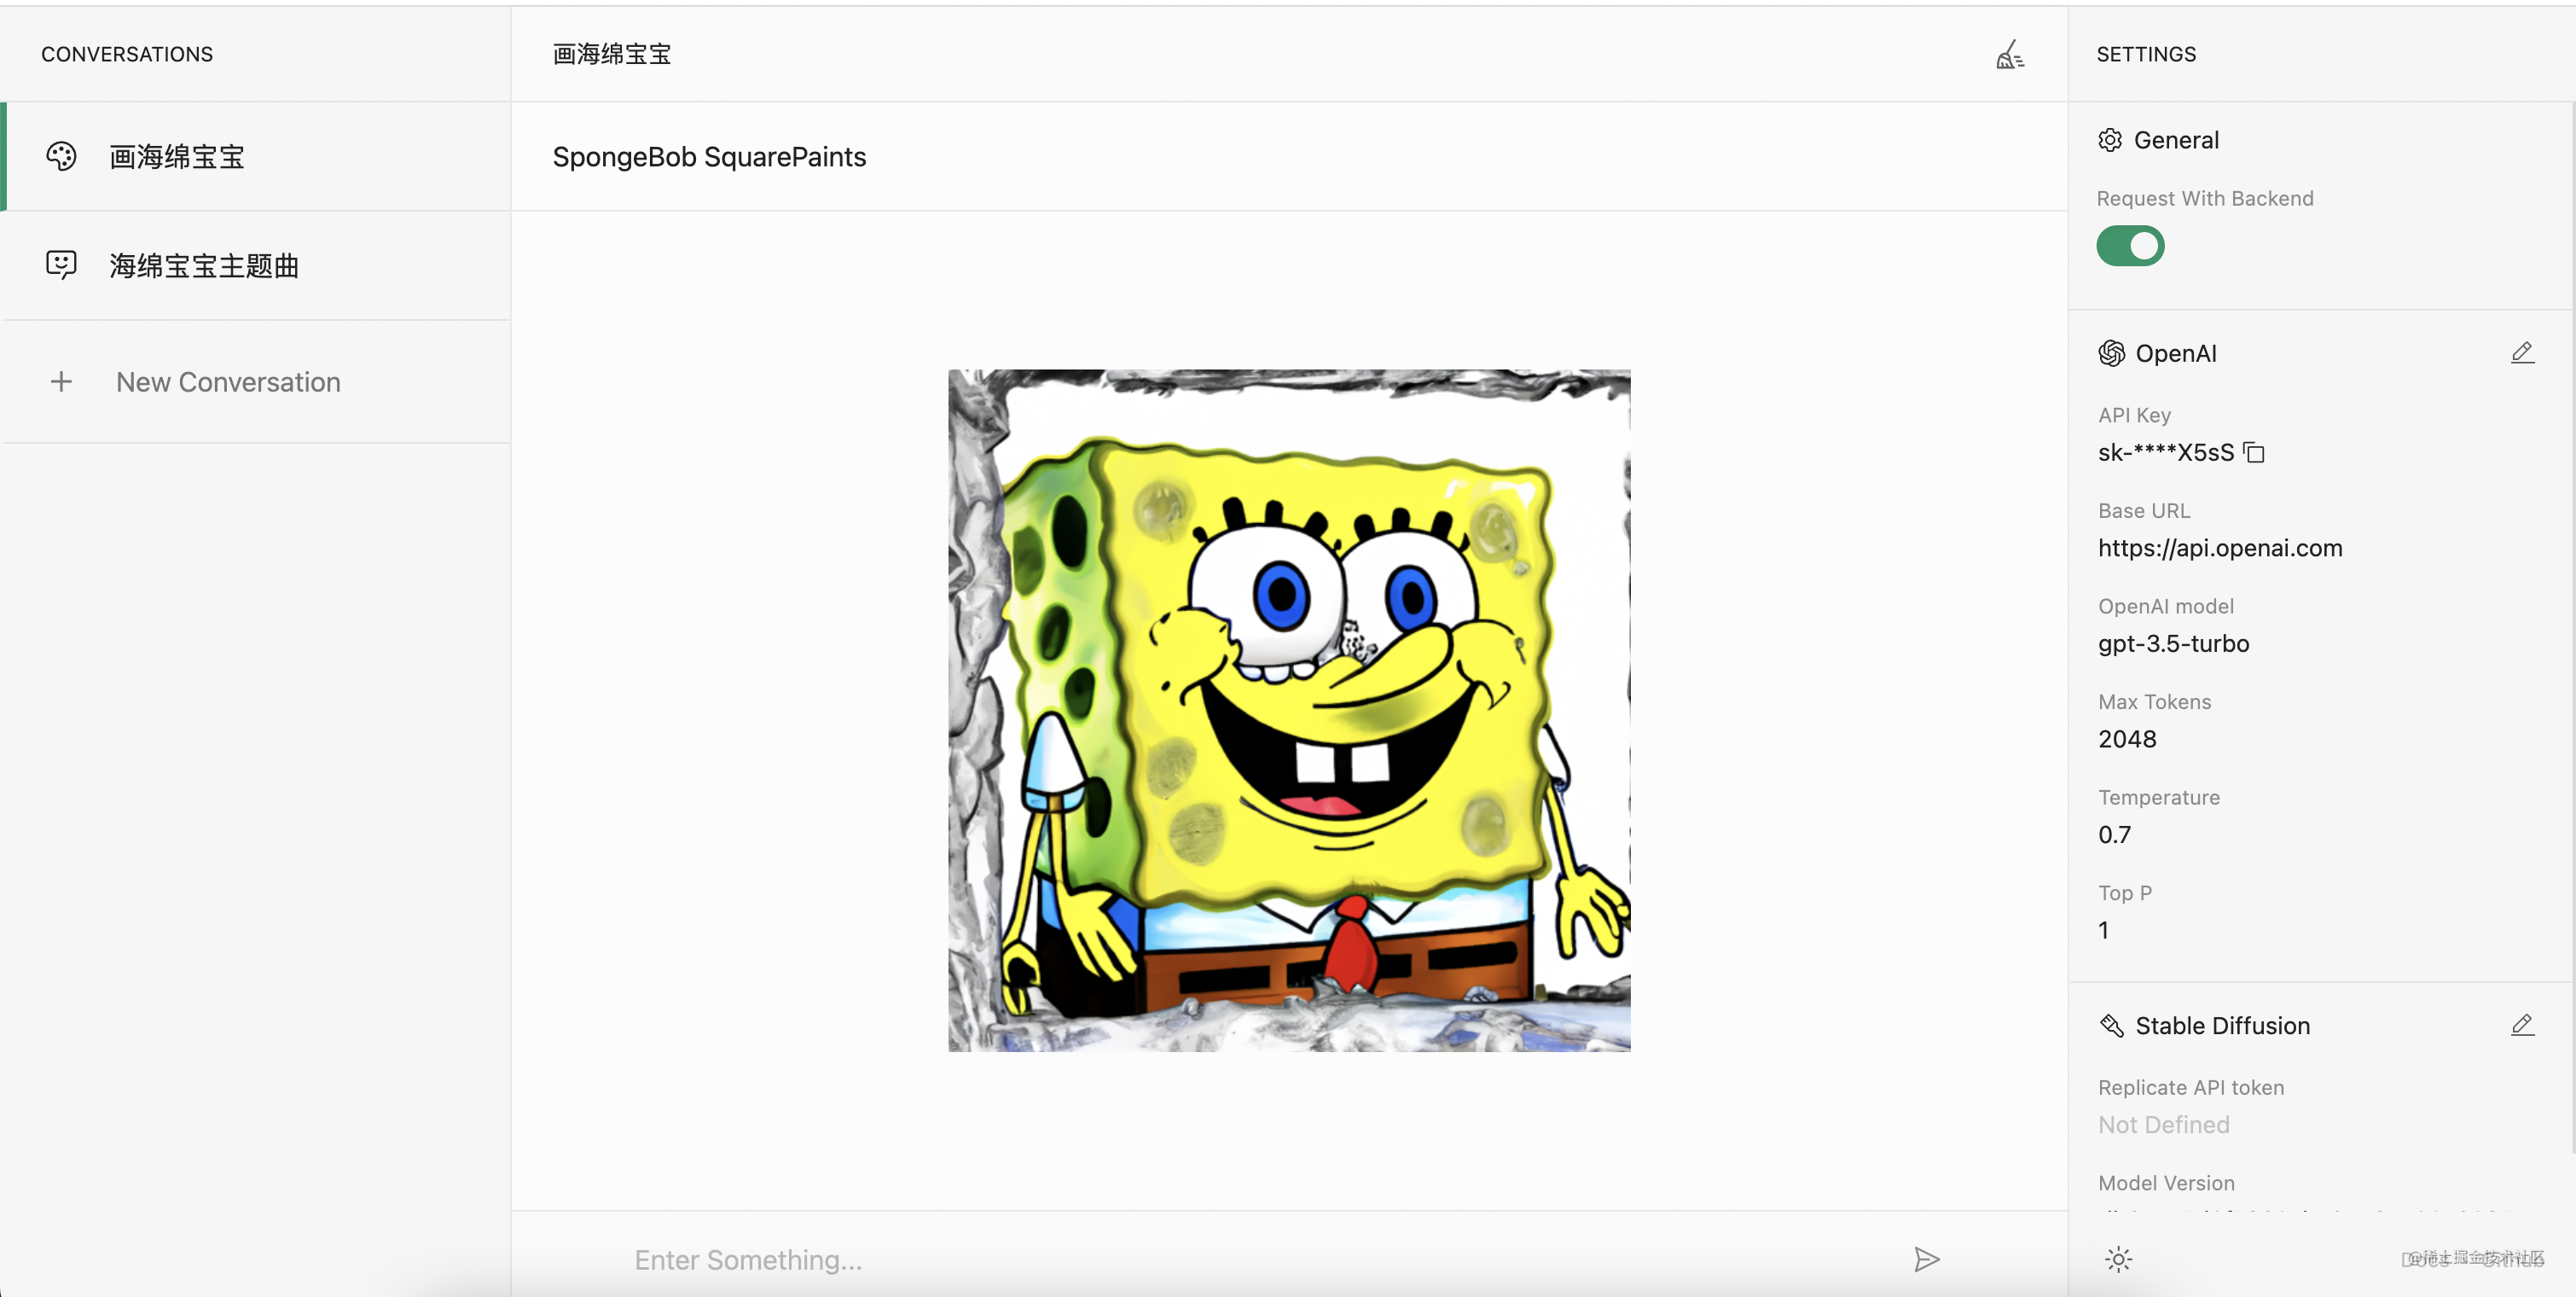 CONVERSATIONS
画海绵宝宝
海绵宝宝主题曲
New Conversation
画海绵宝宝
SpongeBob SquarePaints
Enter Something...
SETTINGS
General
Request With Backend
OpenAI
API Key
sk-****X5sS
Base URL
https://api.openai.com
OpenAI model
gpt-3.5-turbo
Max Tokens
2048
Temperature
0.7
Top P
1
Stable Diffusion
Replicate API token
Not Defined
Model Version
Docs
Github
@稀土掘金技术社区